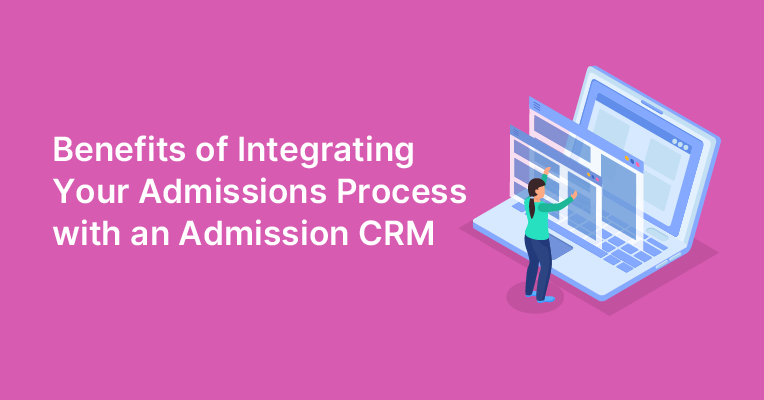 Benefits of Integrating
Your Admissions Process
with an Admission CRM